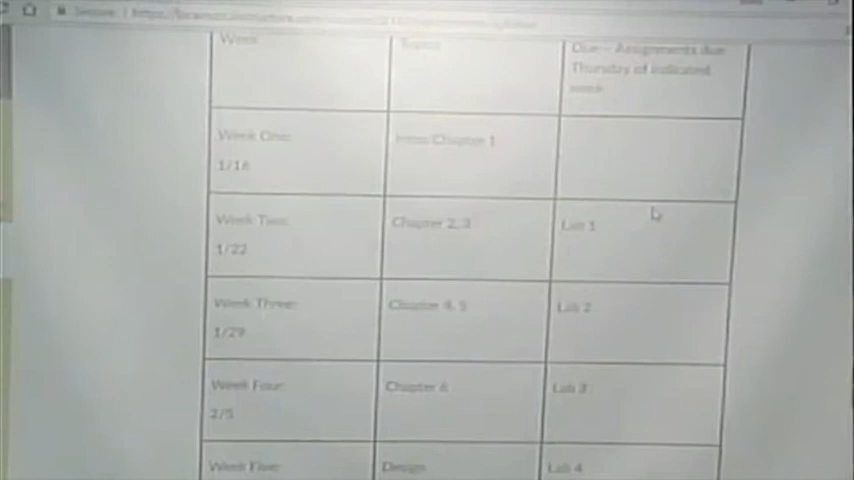 Secure
Week
Topics
Due - Assignments due
Thursday of indicated
week
Week One:
1/16
Intro/Chapter 1
Week Two:
1/22
Chapter 2, 3
Lab 1
Week Three:
1/29
Chapter 4, 5
Lab 2
Week Four:
2/5
Chapter 6
Lab 3
Week Five:
Design
Lab 4